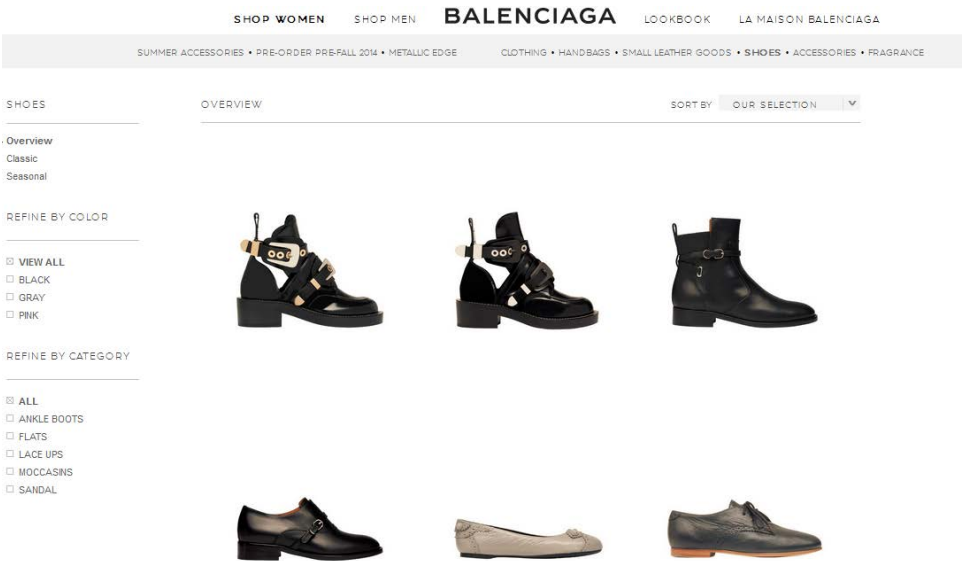 SHOP WOMEN SHOP MEN BALENCIAGA LOOKBOOK LA MAISON BALENCIAGA
SUMMER ACCESSORIES • PRE-ORDER PRE-FALL 2014 • METALLIC EDGE CLOTHING • HANDBAGS • SMALL LEATHER GOODS • SHOES • ACCESSORIES • FRAGRANCE
SHOES
OVERVIEW
SORT BY OUR SELECTION
Overview
Classic
Seasonal
REFINE BY COLOR
VIEW ALL
BLACK
GRAY
PINK
REFINE BY CATEGORY
ALL
ANKLE BOOTS
FLATS
LACE UPS
MOCCASINS
SANDAL